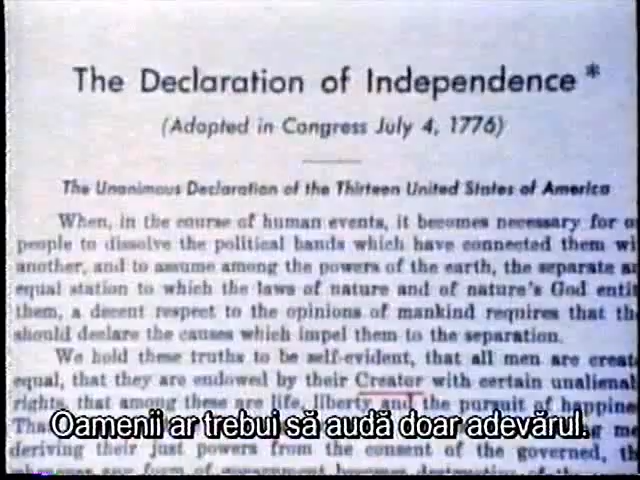 The Declaration of Independence*
(Adopted in Congress July 4, 1776)
The Unanimous Declaration of the Thirteen United States of America
When, in the course of human events, it becomes necessary for
people to dissolve the political bands which have connected them
another, and to assume among the powers of the earth, the separate
equal station to which the laws of nature and of nature's God
them, a decent respect to the opinions of mankind requires that
should declare the causes which impel them to the separation.
We hold these truths to be self-evident, that all men are
equal, that they are endowed by their Creator with certain
rights, that among these are life, liberty and the pursuit of
Oamenii ar trebui să audă doar adevărul.
deriving their just powers from the consent of the governed,